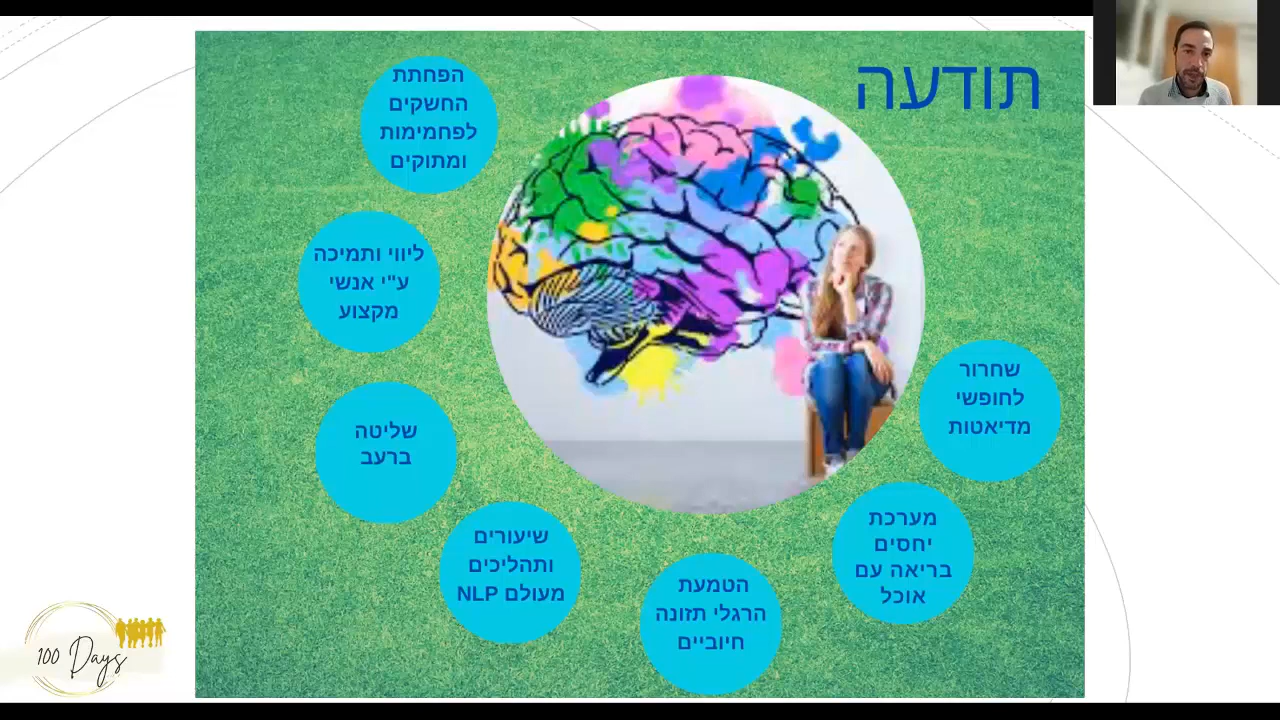 תודעה
הפחתת
החשקים
לפחמימות
ומתוקים
ליווי ותמיכה
ע"י אנשי
מקצוע
שליטה
ברעב
שיעורים
ותהליכים
מעולם NLP
הטמעת
הרגלי תזונה
חיוביים
מערכת
יחסים
בריאה עם
אוכל
שחרור
לחופשי
מדיאטות
100 Days